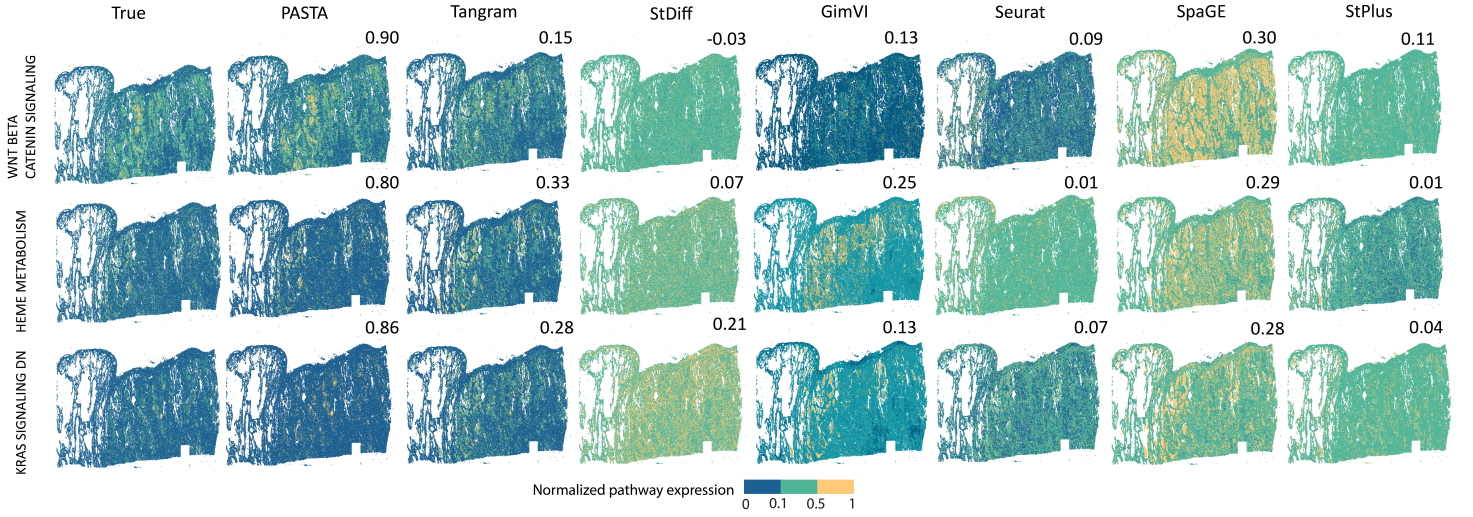 True PASTA Tangram StDiff GimVI Seurat SpaGE StPlus
0.90 0.15 -0.03 0.13 0.09 0.30 0.11
WNT BETA
CATENIN SIGNALING
0.80 0.33 0.07 0.25 0.01 0.29 0.01
HEME METABOLISM
0.86 0.28 0.21 0.13 0.07 0.28 0.04
KRAS SIGNALING DN
Normalized pathway expression
0 0.1 0.5 1